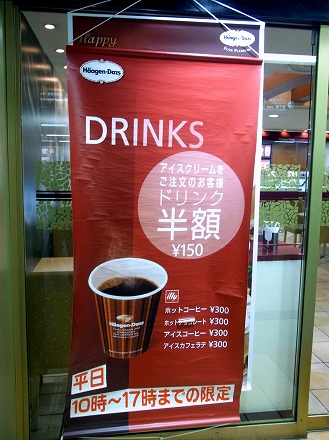 Happy
Häagen-Dazs
Häagen-Dazs
DRINKS
アイスクリームを
ご注文のお客様
ドリンク
半額
¥150
Häagen-Dazs
illy
ホットコーヒー ¥300
ホットチョコレート ¥300
アイスコーヒー ¥300
アイスカフェラテ ¥300
平日
10時〜17時までの限定